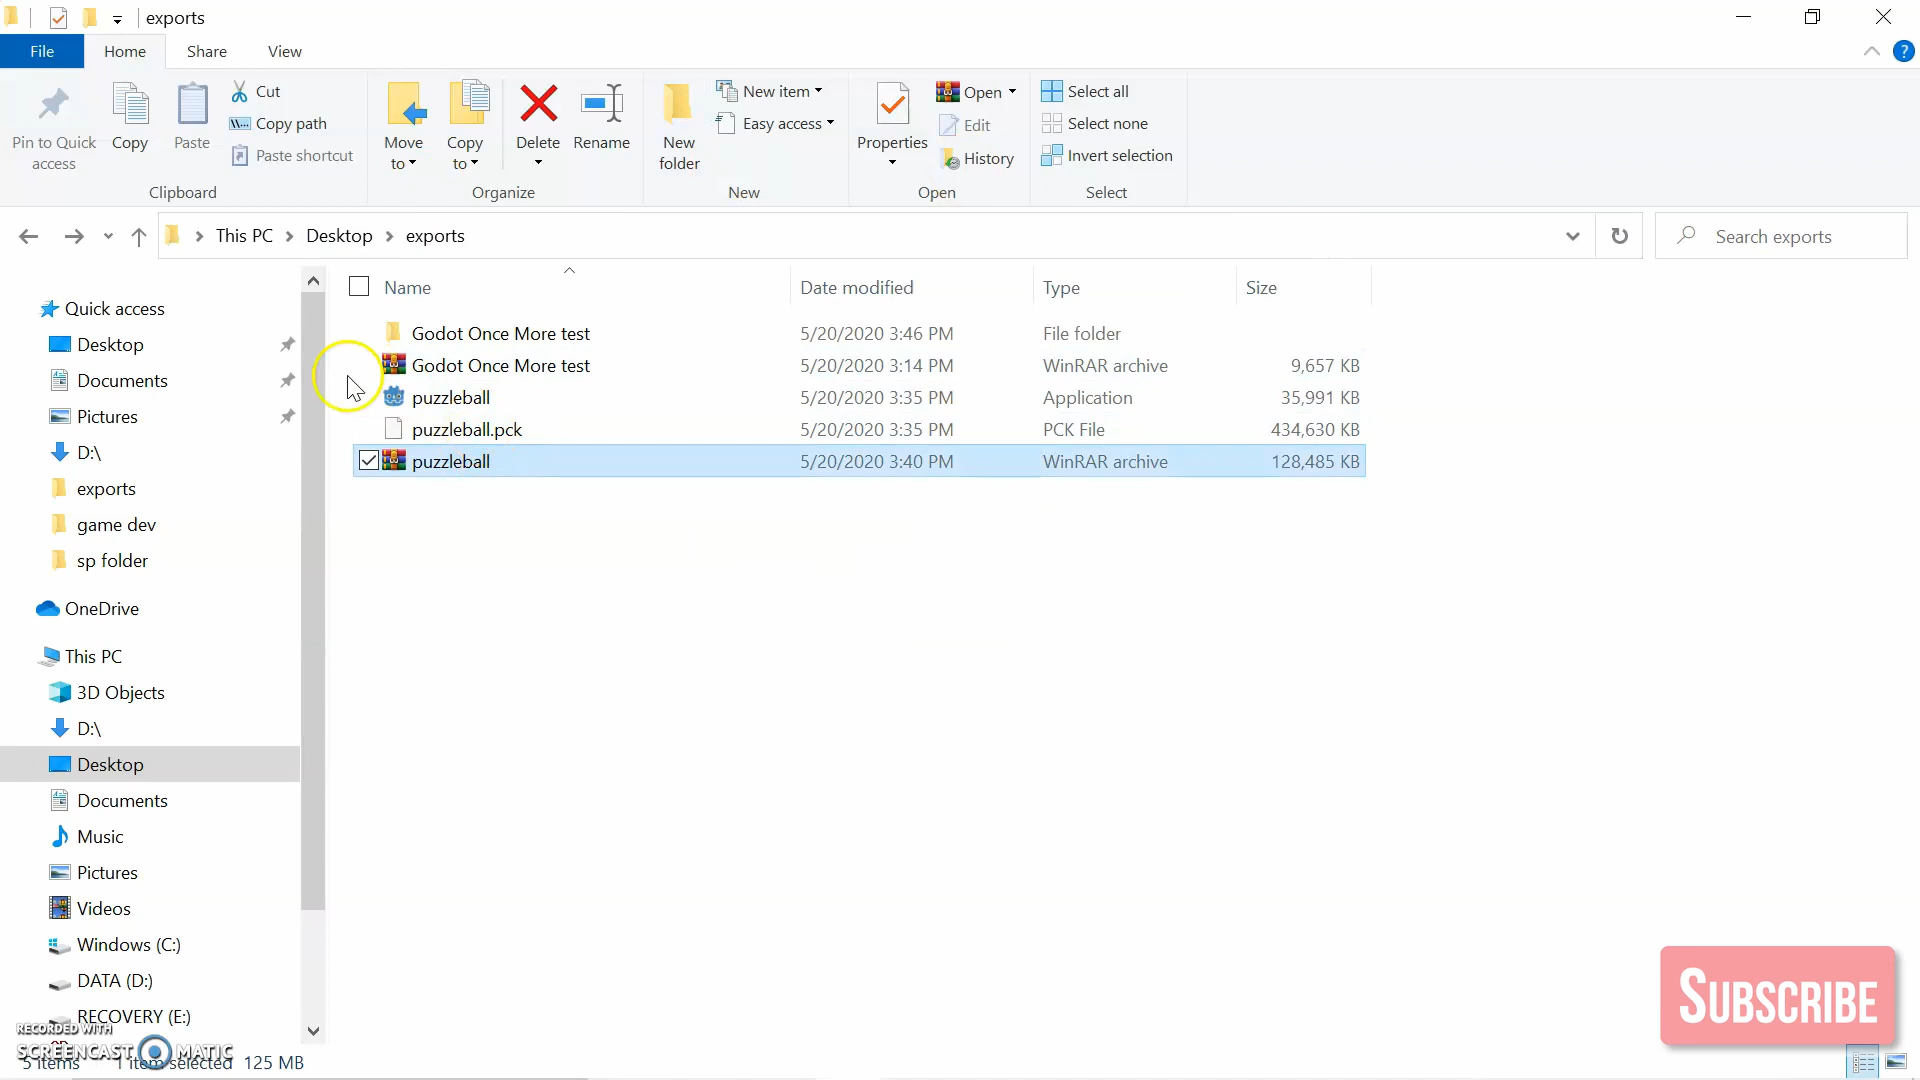 exports
File Home Share View
Pin to Quick access
Copy
Paste
Cut
Copy path
Paste shortcut
Clipboard
Move to
Copy to
Delete
Rename
Organize
New folder
New item
Easy access
New
Properties
Open
Edit
History
Open
Select all
Select none
Invert selection
Select
This PC Desktop exports
Search exports
Name Date modified Type Size
Godot Once More test 5/20/2020 3:46 PM File folder
Godot Once More test 5/20/2020 3:14 PM WinRAR archive 9,657 KB
puzzleball 5/20/2020 3:35 PM Application 35,991 KB
puzzleball.pck 5/20/2020 3:35 PM PCK File 434,630 KB
puzzleball 5/20/2020 3:40 PM WinRAR archive 128,485 KB
Quick access
Desktop
Documents
Pictures
D:\
exports
game dev
sp folder
OneDrive
This PC
3D Objects
D:\
Desktop
Documents
Music
Pictures
Videos
Windows (C:)
DATA (D:)
RECOVERY (E:)
RECORDED WITH
SCREENCAST MATIC
5 items 1 item selected 125 MB
SUBSCRIBE